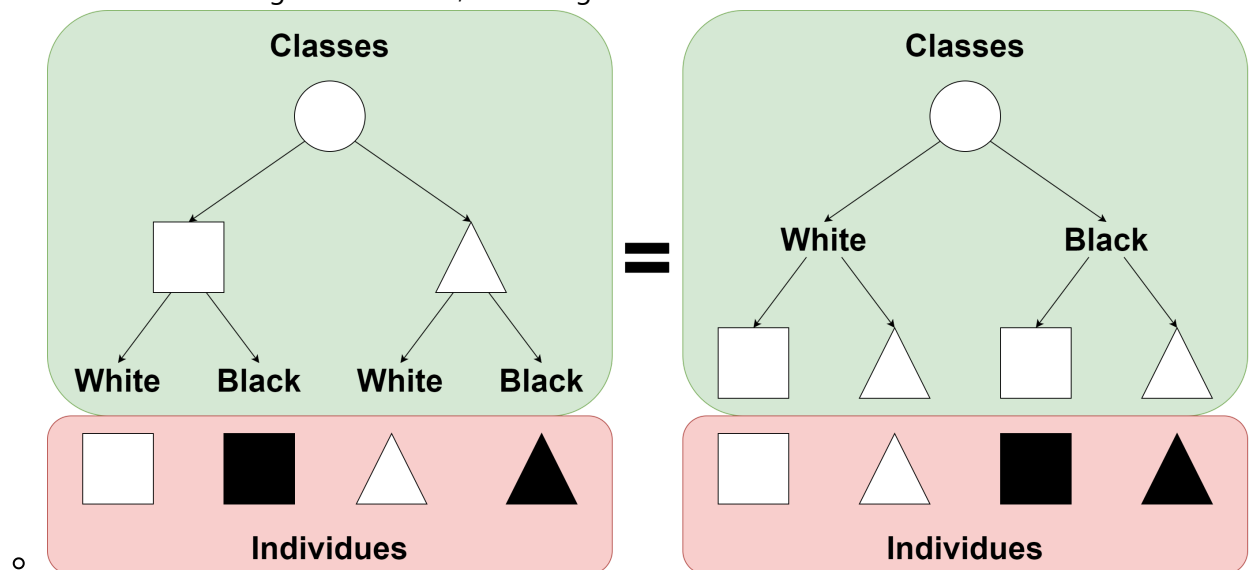 Classes
Classes
White
Black
=
White
Black
White
Black
Individues
Individues